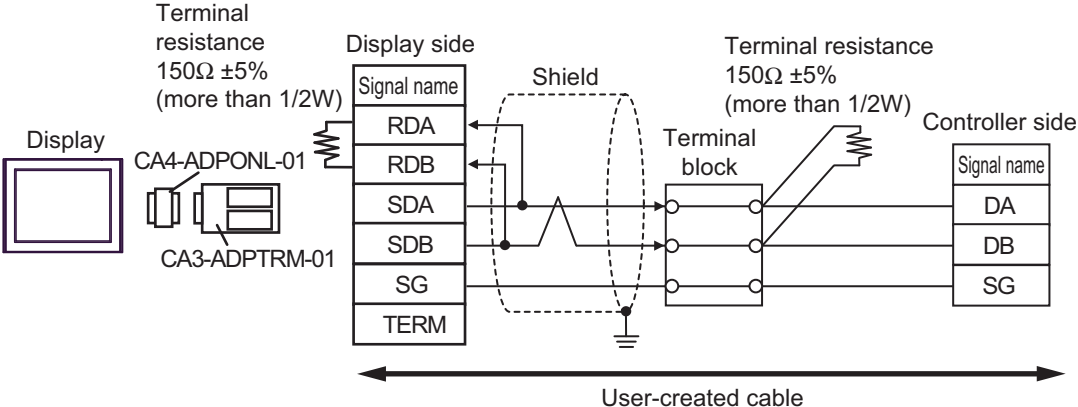 Terminal
resistance
150Ω ±5%
(more than 1/2W)
Display side
Signal name
RDA
RDB
SDA
SDB
SG
TERM
Display
CA4-ADPONL-01
CA3-ADPTRM-01
Shield
Terminal
block
Terminal resistance
150Ω ±5%
(more than 1/2W)
Controller side
Signal name
DA
DB
SG
User-created cable